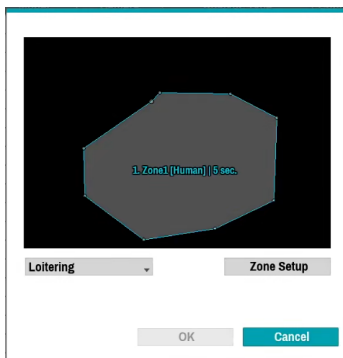 1. Zone1 [Human] | 5 sec.
Loitering
Zone Setup
OK
Cancel